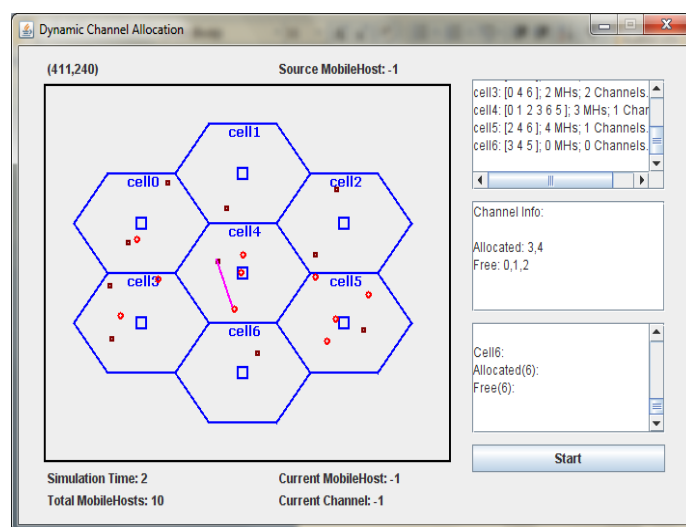 Dynamic Channel Allocation
(411,240)
Source MobileHost: -1
cell1
cell0
cell2
cell4
cell3
cell5
cell6
cell3: [0 4 6 ]; 2 MHs; 2 Channels.
cell4: [0 1 2 3 6 5 ]; 3 MHs; 1 Char
cell5: [2 4 6 ]; 4 MHs; 1 Channels.
cell6: [3 4 5 ]; 0 MHs; 0 Channels.
Channel Info:
Allocated: 3,4
Free: 0,1,2
Cell6:
Allocated(6):
Free(6):
Start
Simulation Time: 2
Current MobileHost: -1
Total MobileHosts: 10
Current Channel: -1